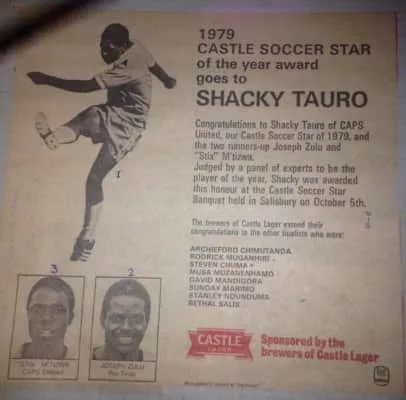 1979
CASTLE SOCCER STAR
of the year award
goes to
SHACKY TAURO
Congratulations to Shacky Tauro of CAPS
United, our Castle Soccer Star of 1979, and
the two runners-up Joseph Zulu and
"Stix" M'tizwa.
Judged by a panel of experts to be the
player of the year, Shacky was awarded
this honour at the Castle Soccer Star
Banquet held in Salisbury on October 5th.
The brewers of Castle Lager extend their
congratulations to the other finalists who were:
ARCHIEFORD CHIMUTANDA
RODRICK MUGANHIRI
STEVEN CHUMA
MUSA MUZANENHAMO
DAVID MANDIGORA
SUNDAY MARIMO
STANLEY NDUNDUMA
BETHAL SALIS
1
3
2
"STIX" M'TIZWA
CAPS United
JOSEPH ZULU
CASTLE
LAGER
Sponsored by the
brewers of Castle Lager